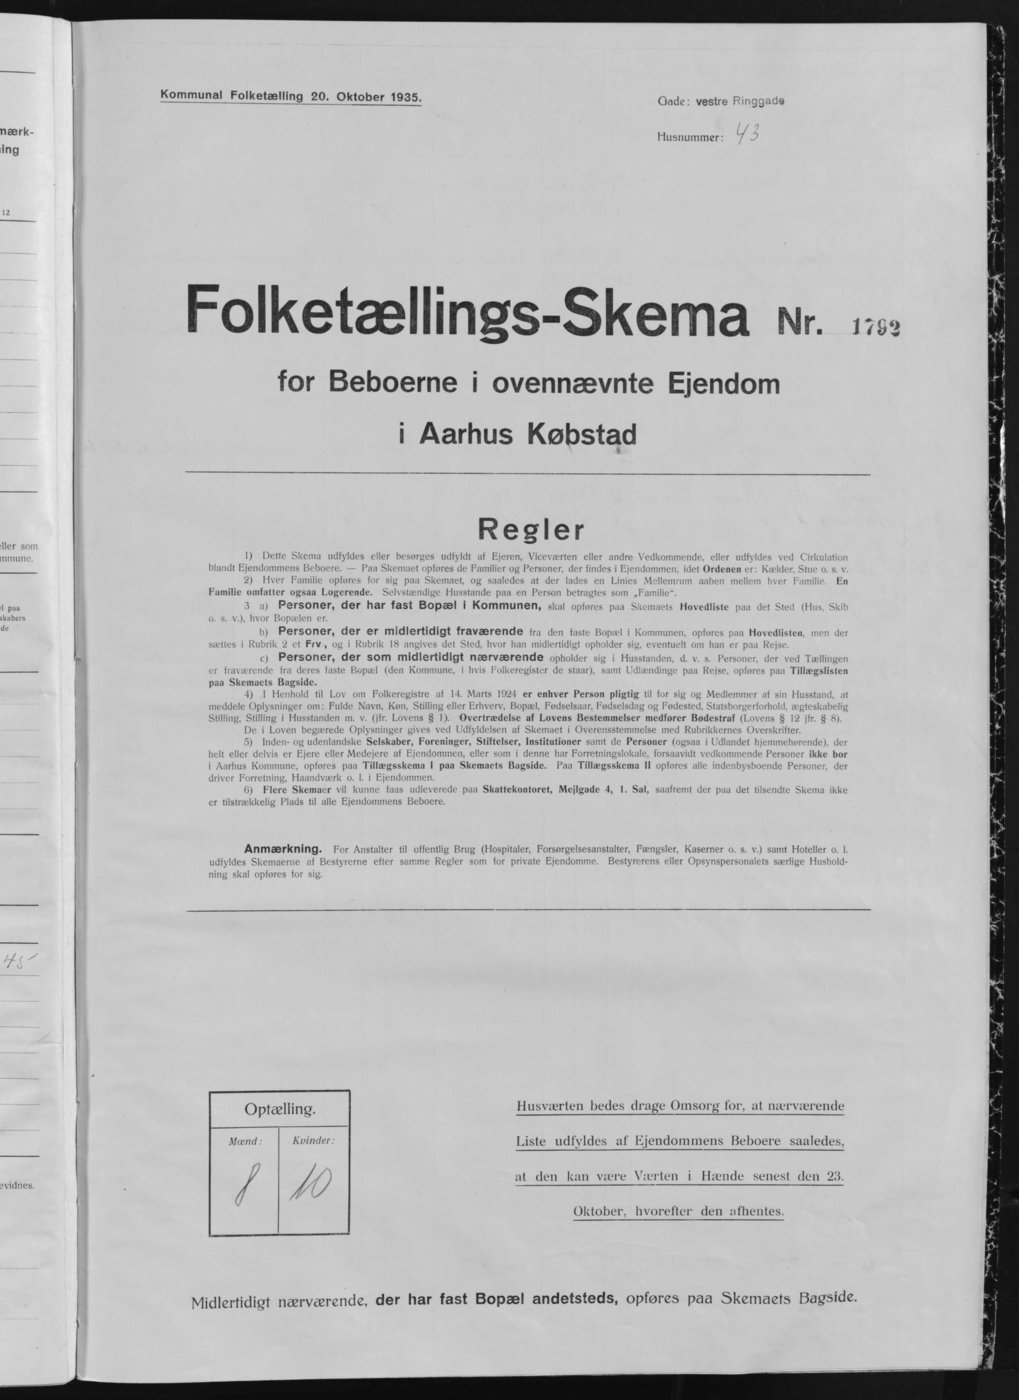 Kommunal Folketælling 20. Oktober 1935.
Gade: vestre Ringgade
Husnummer: 43
Folketællings-Skema Nr. 1792
for Beboerne i ovennævnte Ejendom
i Aarhus Købstad
Regler
1) Dette Skema udfyldes eller besørges udfyldt af Ejeren, Viceværten eller andre Vedkommende, eller udfyldes ved Cirkulation
blandt Ejendommens Beboere. — Paa Skemaet opføres de Familier og Personer, der findes i Ejendommen, idet Ordenen er: Kælder, Stue o. s. v.
2) Hver Familie opføres for sig paa Skemaet, og saaledes at der lades en Linies Mellemrum aaben mellem hver Familie. En
Familie omfatter ogsaa Logerende. Selvstændige Husstande paa en Person betragtes som „Familie“.
3 a) Personer, der har fast Bopæl i Kommunen, skal opføres paa Skemaets Hovedliste paa det Sted (Hus, Skib
o. s. v.), hvor Bopælen er.
b) Personer, der er midlertidigt fraværende fra den faste Bopæl i Kommunen, opføres paa Hovedlisten, men der
sættes i Rubrik 2 et Frv, og i Rubrik 18 angives det Sted, hvor han midlertidigt opholder sig, eventuelt om han er paa Rejse.
c) Personer, der som midlertidigt nærværende opholder sig i Husstanden, d. v. s. Personer, der ved Tællingen
er fraværende fra deres faste Bopæl (den Kommune, i hvis Folkeregister de staar), samt Udlændinge paa Rejse, opføres paa Tillægslisten
paa Skemaets Bagside.
4) I Henhold til Lov om Folkeregistre af 14. Marts 1924 er enhver Person pligtig til for sig og Medlemmer af sin Husstand, at
meddele Oplysninger om: Fulde Navn, Køn, Stilling eller Erhverv, Bopæl, Fødselsaar, Fødselsdag og Fødested, Statsborgerforhold, ægteskabelig
Stilling, Stilling i Husstanden m. v. (jfr. Lovens § 1). Overtrædelse af Lovens Bestemmelser medfører Bødestraf (Lovens § 12 jfr. § 8).
De i Loven begærede Oplysninger gives ved Udfyldelsen af Skemaet i Overensstemmelse med Rubrikkernes Overskrifter.
5) Inden- og udenlandske Selskaber, Foreninger, Stiftelser, Institutioner samt de Personer (ogsaa i Udlandet hjemmehørende), der
helt eller delvis er Ejere eller Medejere af Ejendommen, eller som i denne har Forretningslokale, forsaavidt vedkommende Personer ikke bor
i Aarhus Kommune, opføres paa Tillægsskema I paa Skemaets Bagside. Paa Tillægsskema II opføres alle indenbysboende Personer, der
driver Forretning, Haandværk o. l. i Ejendommen.
6) Flere Skemaer vil kunne faas udleverede paa Skattekontoret, Mejlgade 4, 1. Sal, saafremt der paa det tilsendte Skema ikke
er tilstrækkelig Plads til alle Ejendommens Beboere.
Anmærkning. For Anstalter til offentlig Brug (Hospitaler, Forsørgelsesanstalter, Fængsler, Kaserner o. s. v.) samt Hoteller o. l.
udfyldes Skemaerne af Bestyrerne efter samme Regler som for private Ejendomme. Bestyrerens eller Opsynspersonalets særlige Hushold-
ning skal opføres for sig.
Optælling.
Mænd: Kvinder:
8 10
Husværten bedes drage Omsorg for, at nærværende
Liste udfyldes af Ejendommens Beboere saaledes,
at den kan være Værten i Hænde senest den 23.
Oktober, hvorefter den afhentes.
Midlertidigt nærværende, der har fast Bopæl andetsteds, opføres paa Skemaets Bagside.
mærk-
ing
12
eller som
mmune.
el paa
skabers
de
45
evidnes.